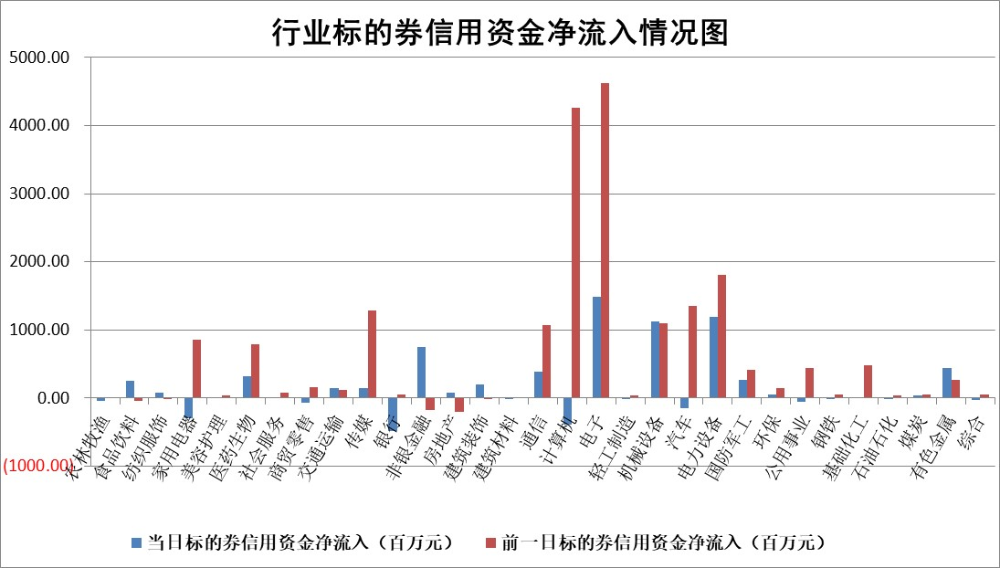 行业标的券信用资金净流入情况图
5000.00
4000.00
3000.00
2000.00
1000.00
0.00
(1000.00)
农林牧渔
食品饮料
纺织服饰
家用电器
美容护理
医药生物
社会服务
商贸零售
交通运输
传媒
银行
非银金融
房地产
建筑装饰
建筑材料
通信
计算机
电子
轻工制造
机械设备
汽车
电力设备
国防军工
环保
公用事业
钢铁
基础化工
石油石化
煤炭
有色金属
综合
当日标的券信用资金净流入（百万元）
前一日标的券信用资金净流入（百万元）